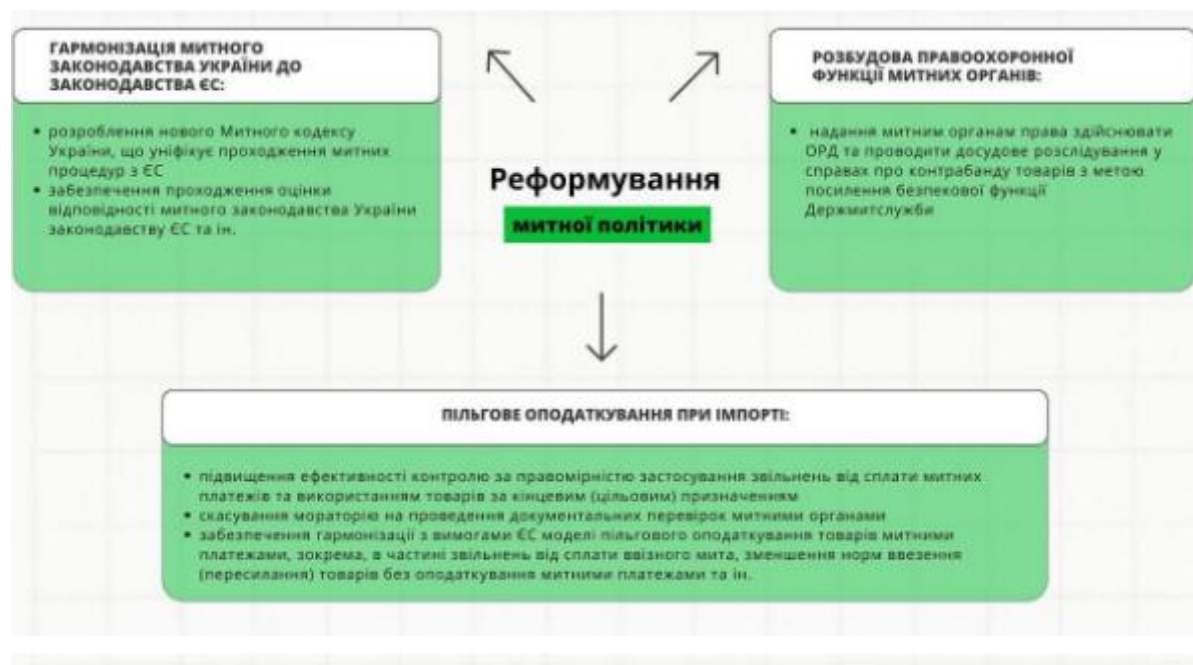 ГАРМОНІЗАЦІЯ МИТНОГО
ЗАКОНОДАВСТВА УКРАЇНИ ДО
ЗАКОНОДАВСТВА ЄС:
• розроблення нового Митного кодексу
України, що уніфікує проходження митних
процедур з ЄС
• забезпечення проходження оцінки
відповідності митного законодавства України
законодавству ЄС та ін.
РОЗБУДОВА ПРАВООХОРОННОЇ
ФУНКЦІЇ МИТНИХ ОРГАНІВ:
• надання митним органам права здійснювати
ОРД та проводити досудове розслідування у
справах про контрабанду товарів з метою
посилення безпекової функції
Держмитслужби
Реформування
митної політики
ПІЛЬГОВЕ ОПОДАТКУВАННЯ ПРИ ІМПОРТІ:
• підвищення ефективності контролю за правомірністю застосування звільнень від сплати митних
платежів та використанням товарів за кінцевим (цільовим) призначенням
• скасування мораторію на проведення документальних перевірок митними органами
• забезпечення гармонізації з вимогами ЄС моделі пільгового оподаткування товарів митними
платежами, зокрема, в частині звільнень від сплати ввізного мита, зменшення норм ввезення
(пересилання) товарів без оподаткування митними платежами та ін.